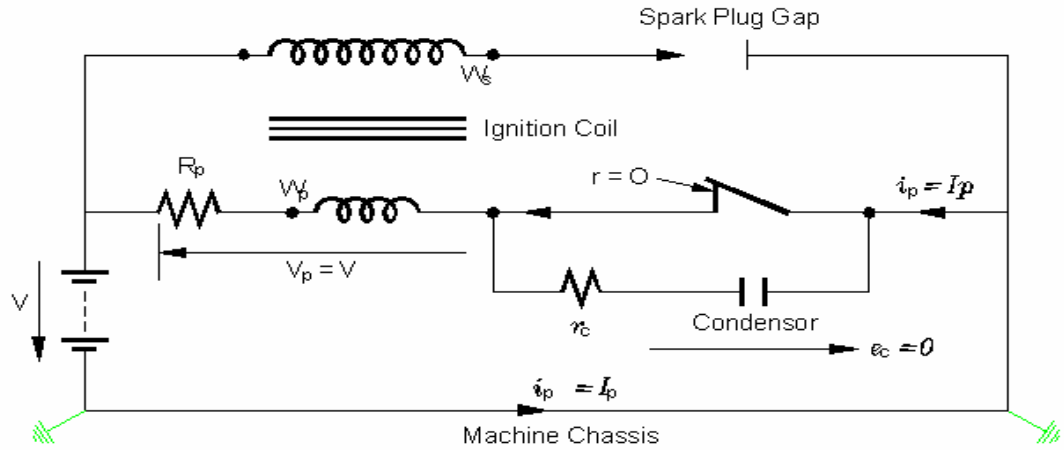 Spark Plug Gap
Ws
Ignition Coil
Rp
Wp
r = O
ip = Ip
Vp = V
V
rc
Condensor
ec = 0
ip = Ip
Machine Chassis